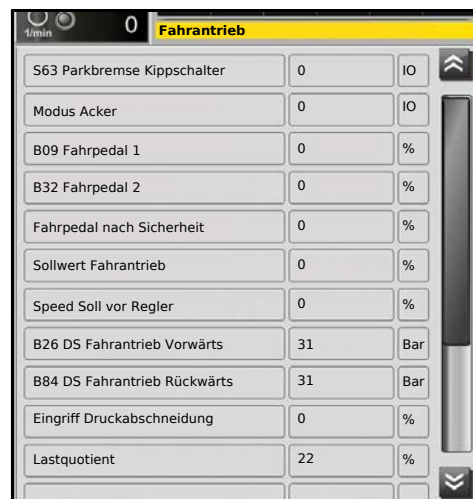 1/min 0 Fahrantrieb
S63 Parkbremse Kippschalter 0 IO
Modus Acker 0 IO
B09 Fahrpedal 1 0 %
B32 Fahrpedal 2 0 %
Fahrpedal nach Sicherheit 0 %
Sollwert Fahrantrieb 0 %
Speed Soll vor Regler 0 %
B26 DS Fahrantrieb Vorwärts 31 Bar
B84 DS Fahrantrieb Rückwärts 31 Bar
Eingriff Druckabschneidung 0 %
Lastquotient 22 %